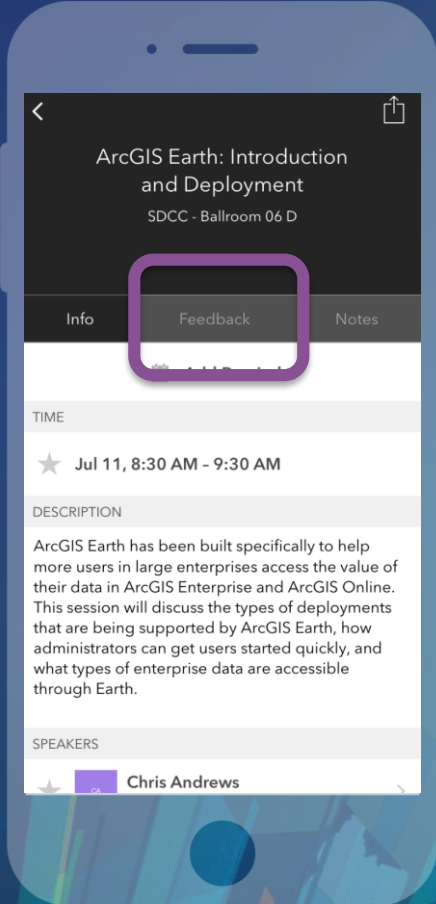 ArcGIS Earth: Introduction
and Deployment
SDCC - Ballroom 06 D
Info Feedback Notes
TIME
Jul 11, 8:30 AM – 9:30 AM
DESCRIPTION
ArcGIS Earth has been built specifically to help
more users in large enterprises access the value of
their data in ArcGIS Enterprise and ArcGIS Online.
This session will discuss the types of deployments
that are being supported by ArcGIS Earth, how
administrators can get users started quickly, and
what types of enterprise data are accessible
through Earth.
SPEAKERS
CA Chris Andrews